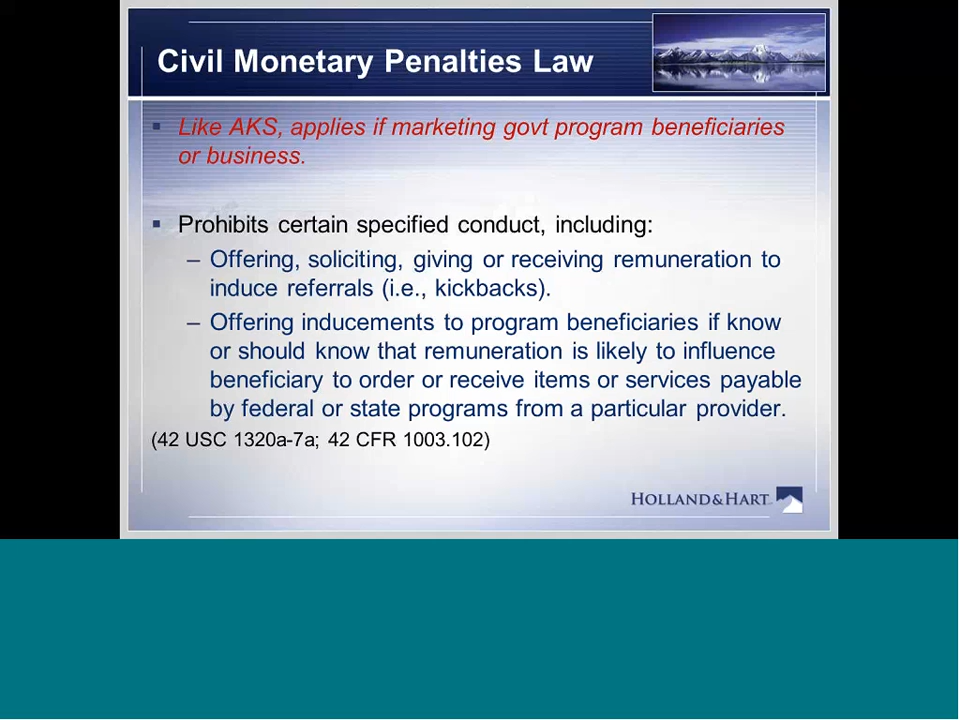 Civil Monetary Penalties Law
▪ Like AKS, applies if marketing govt program beneficiaries
or business.
▪ Prohibits certain specified conduct, including:
– Offering, soliciting, giving or receiving remuneration to
induce referrals (i.e., kickbacks).
– Offering inducements to program beneficiaries if know
or should know that remuneration is likely to influence
beneficiary to order or receive items or services payable
by federal or state programs from a particular provider.
(42 USC 1320a-7a; 42 CFR 1003.102)
HOLLAND&HART